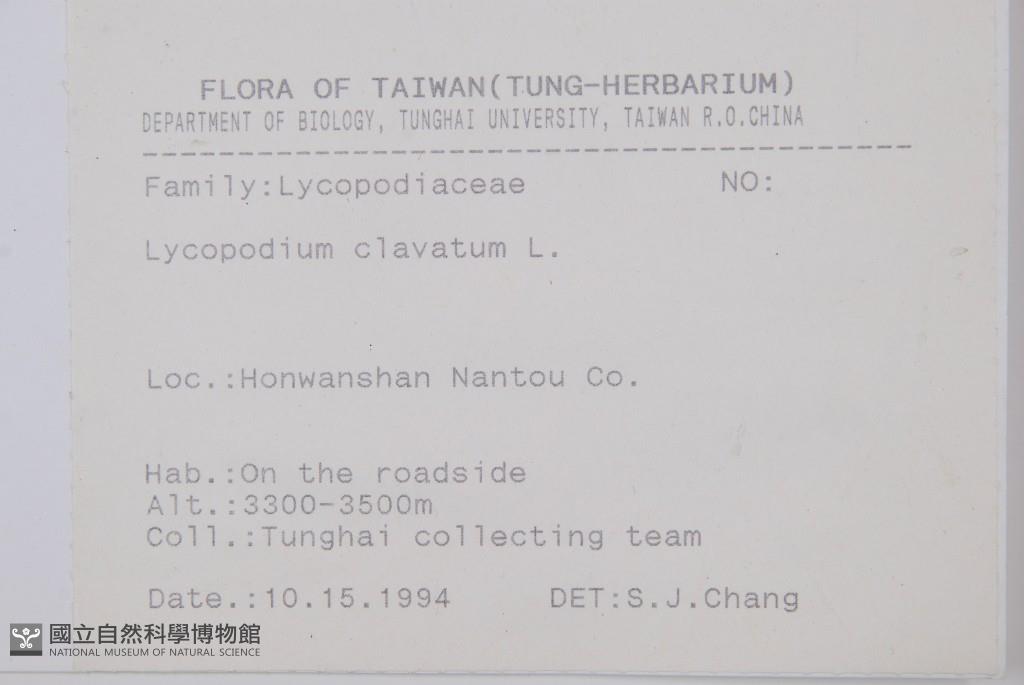 FLORA OF TAIWAN(TUNG-HERBARIUM)
DEPARTMENT OF BIOLOGY, TUNGHAI UNIVERSITY, TAIWAN R.O.CHINA
Family:Lycopodiaceae NO:
Lycopodium clavatum L.
Loc.:Honwanshan Nantou Co.
Hab.:On the roadside
Alt.:3300-3500m
Coll.:Tunghai collecting team
Date.:10.15.1994 DET:S.J.Chang
國立自然科學博物館
NATIONAL MUSEUM OF NATURAL SCIENCE